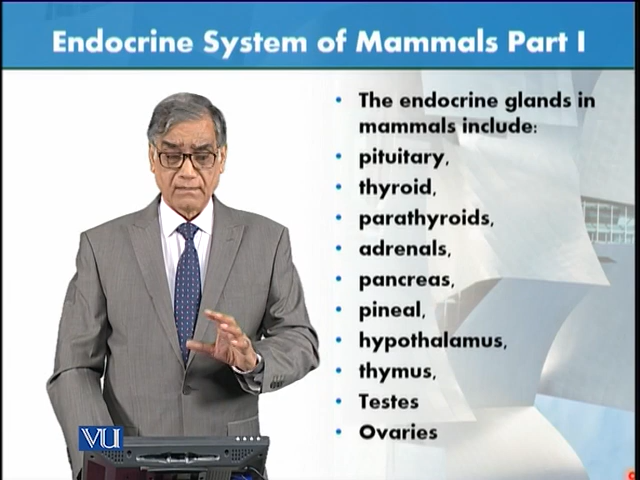 Endocrine System of Mammals Part I
• The endocrine glands in
mammals include:
• pituitary,
• thyroid,
• parathyroids,
• adrenals,
• pancreas,
• pineal,
• hypothalamus,
• thymus,
• Testes
• Ovaries
VU